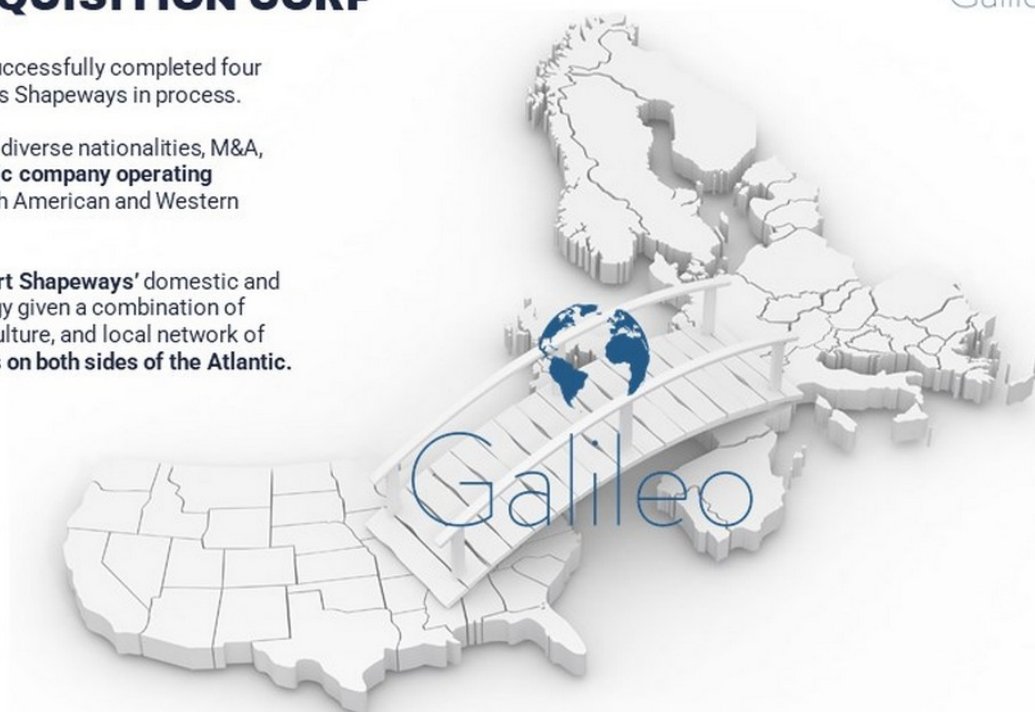 QUISITION CORP
uccessfully completed four
s Shapeways in process.
diverse nationalities, M&A,
c company operating
h American and Western
rt Shapeways' domestic and
gy given a combination of
ulture, and local network of
s on both sides of the Atlantic.
Galileo